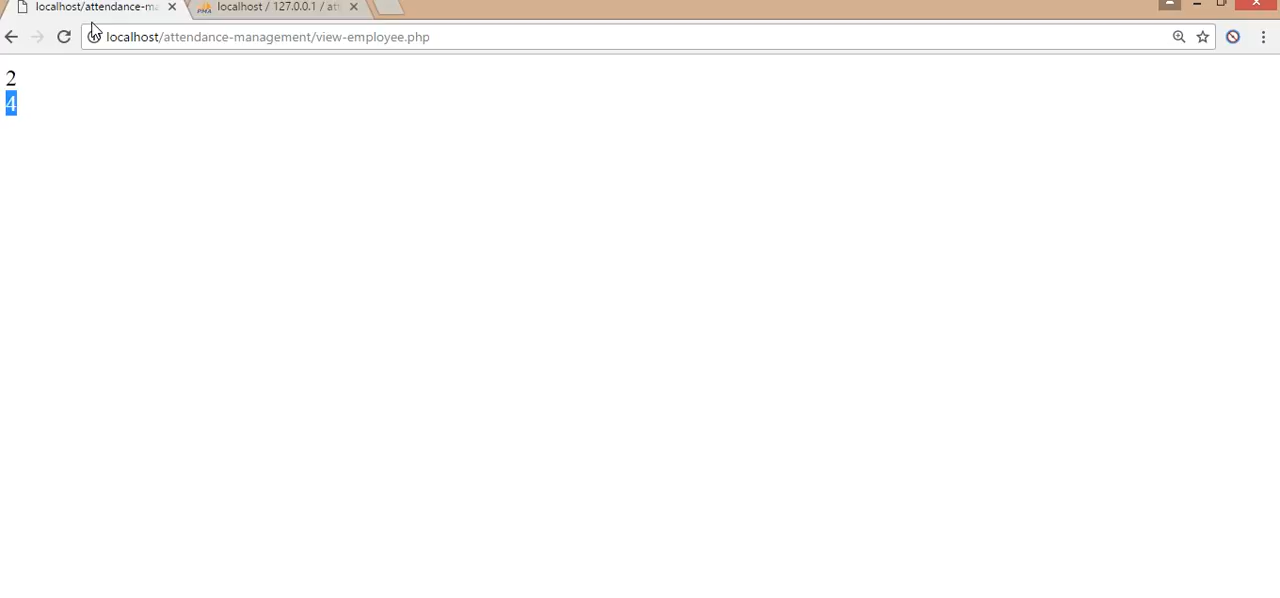 localhost/attendance-ma
localhost / 127.0.0.1 / att
localhost/attendance-management/view-employee.php
2
4